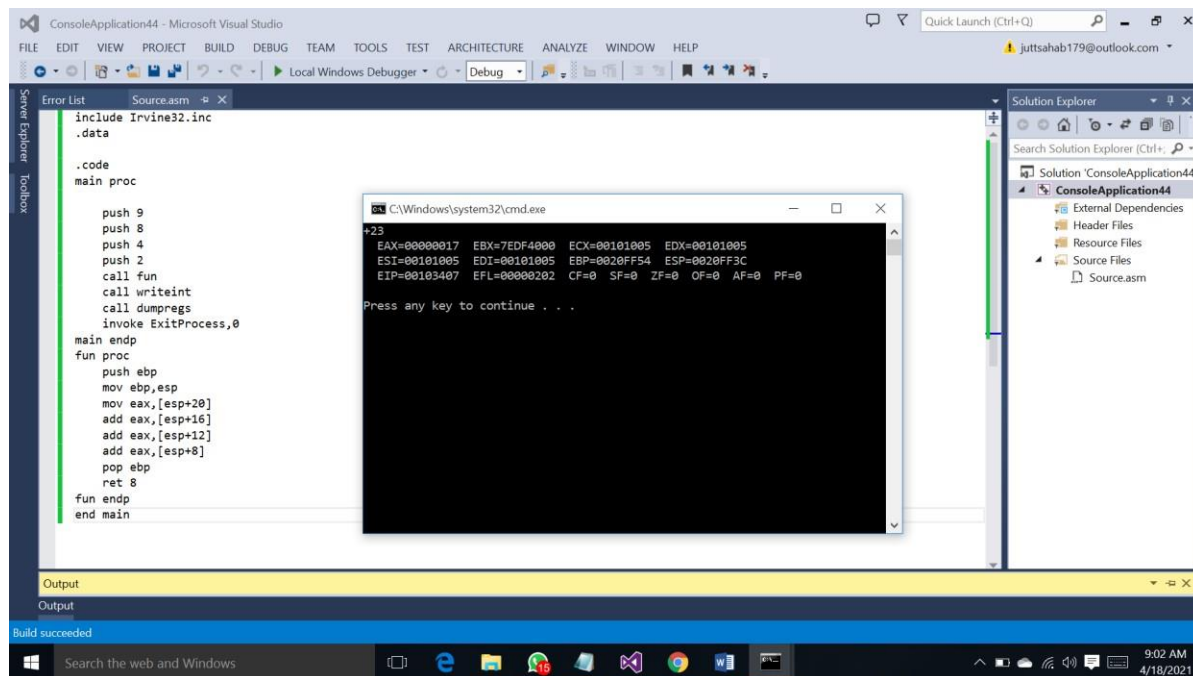 ConsoleApplication44 - Microsoft Visual Studio
Quick Launch (Ctrl+Q)
FILE EDIT VIEW PROJECT BUILD DEBUG TEAM TOOLS TEST ARCHITECTURE ANALYZE WINDOW HELP
juttsahab179@outlook.com
Local Windows Debugger
Debug
Server Explorer
Toolbox
Error List
Source.asm
include Irvine32.inc
.data
.code
main proc
push 9
push 8
push 4
push 2
call fun
call writeint
call dumpregs
invoke ExitProcess,0
main endp
fun proc
push ebp
mov ebp,esp
mov eax,[esp+20]
add eax,[esp+16]
add eax,[esp+12]
add eax,[esp+8]
pop ebp
ret 8
fun endp
end main
C:\Windows\system32\cmd.exe
+23
EAX=00000017 EBX=7EDF4000 ECX=00101005 EDX=00101005
ESI=00101005 EDI=00101005 EBP=0020FF54 ESP=0020FF3C
EIP=00103407 EFL=00000202 CF=0 SF=0 ZF=0 OF=0 AF=0 PF=0
Press any key to continue . . .
Solution Explorer
Search Solution Explorer (Ctrl+;
Solution 'ConsoleApplication44
ConsoleApplication44
External Dependencies
Header Files
Resource Files
Source Files
Source.asm
Output
Output
Build succeeded
Search the web and Windows
15
9:02 AM
4/18/2021